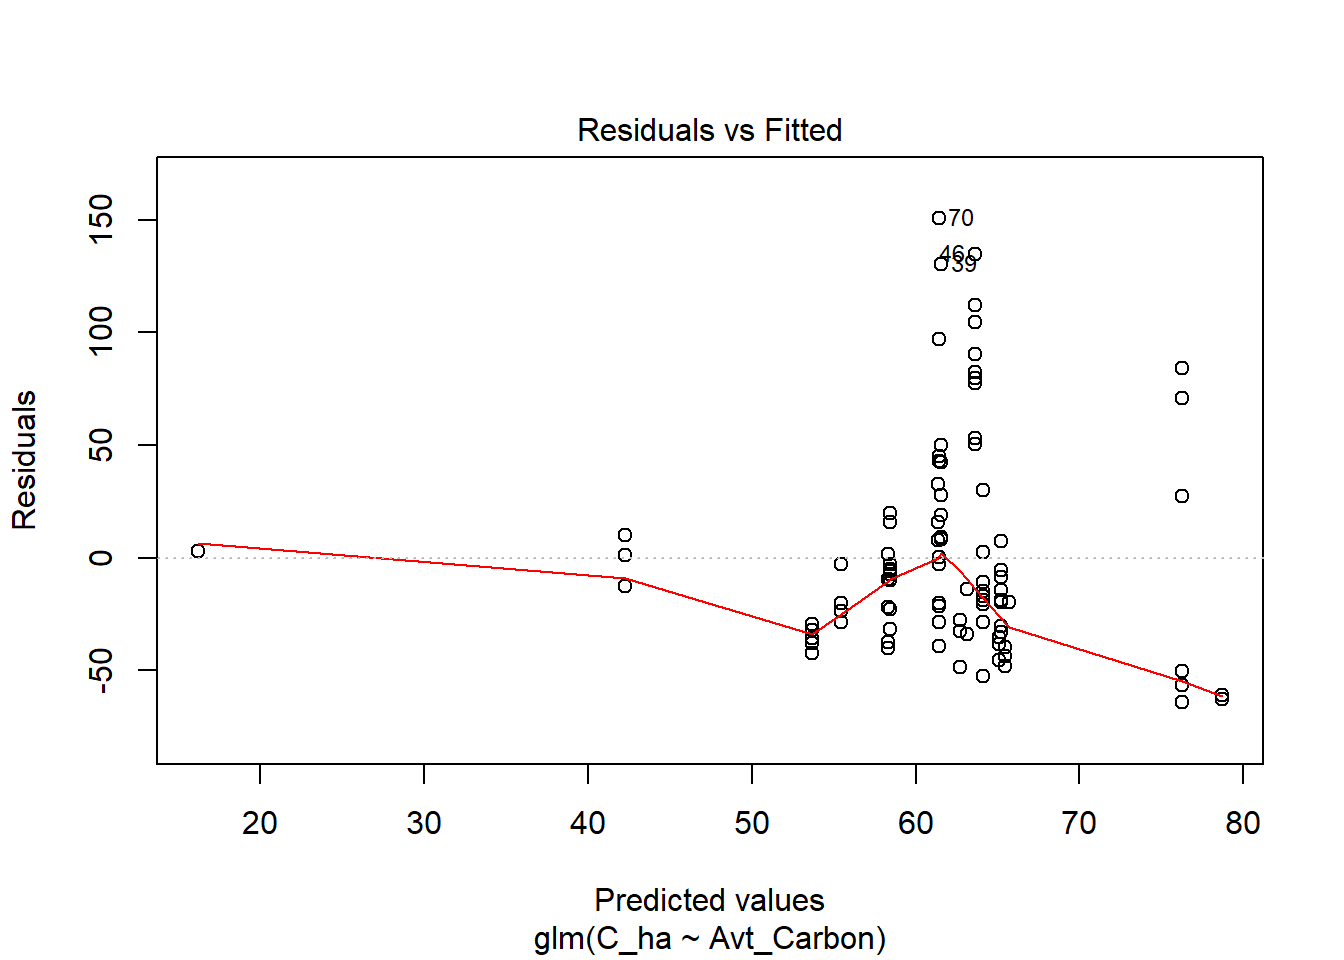 Residuals vs Fitted
Residuals
150
100
50
0
-50
70
46
39
20 30 40 50 60 70 80
Predicted values
glm(C_ha ~ Avt_Carbon)